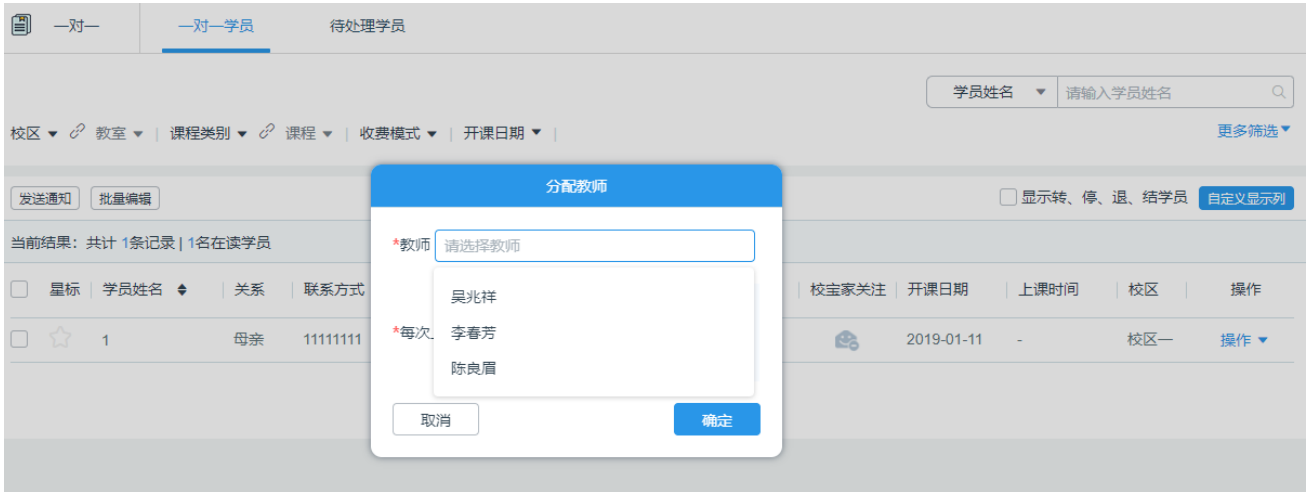 一对一 一对一学员 待处理学员
学员姓名 请输入学员姓名
校区 教室 | 课程类别 课程 | 收费模式 | 开课日期 |
更多筛选
分配教师
发送通知 批量编辑
显示转、停、退、结学员 自定义显示列
当前结果：共计 1条记录 | 1名在读学员
*教师 请选择教师
星标 学员姓名 关系 联系方式 校宝家关注 开课日期 上课时间 校区 操作
吴兆祥
李春芳
陈良眉
*每次
1 母亲 11111111 2019-01-11 - 校区一 操作
取消 确定